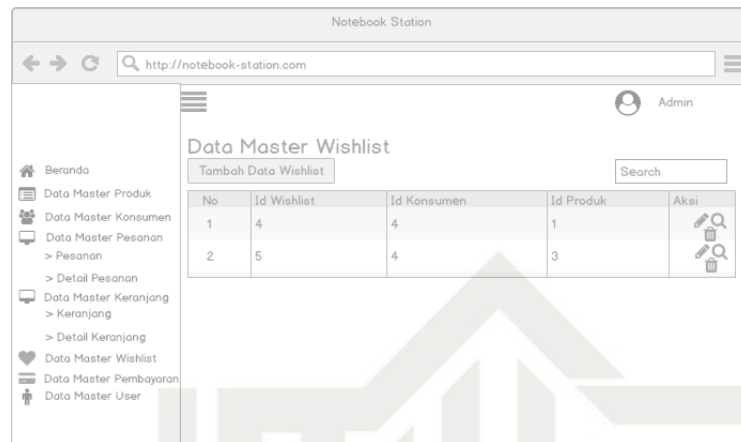 Notebook Station
http://notebook-station.com
Admin
Data Master Wishlist
Tambah Data Wishlist
Search
Beranda
Data Master Produk
Data Master Konsumen
Data Master Pesanan
> Pesanan
> Detail Pesanan
Data Master Keranjang
> Keranjang
> Detail Keranjang
Data Master Wishlist
Data Master Pembayaran
Data Master User
No Id Wishlist Id Konsumen Id Produk Aksi
1 4 4 1
2 5 4 3